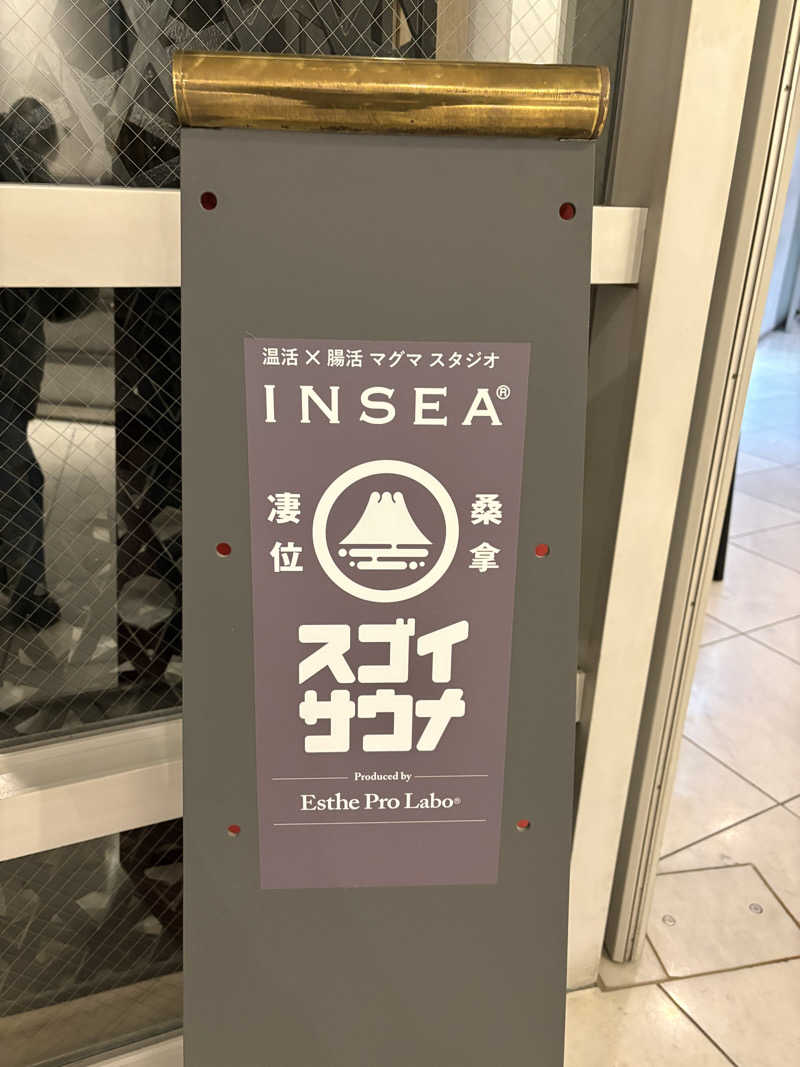 温活×腸活 マグマ スタジオ
INSEA®
凄位
桑拿
スゴイ
サウナ
Produced by
Esthe Pro Labo®